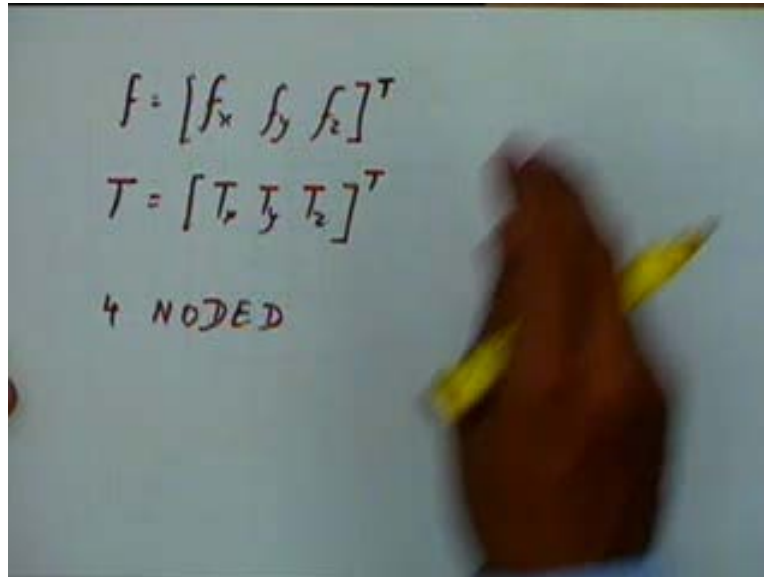 f = [fx fy fz]ᵀ
T = [Tx Ty Tz]ᵀ
4 NODED